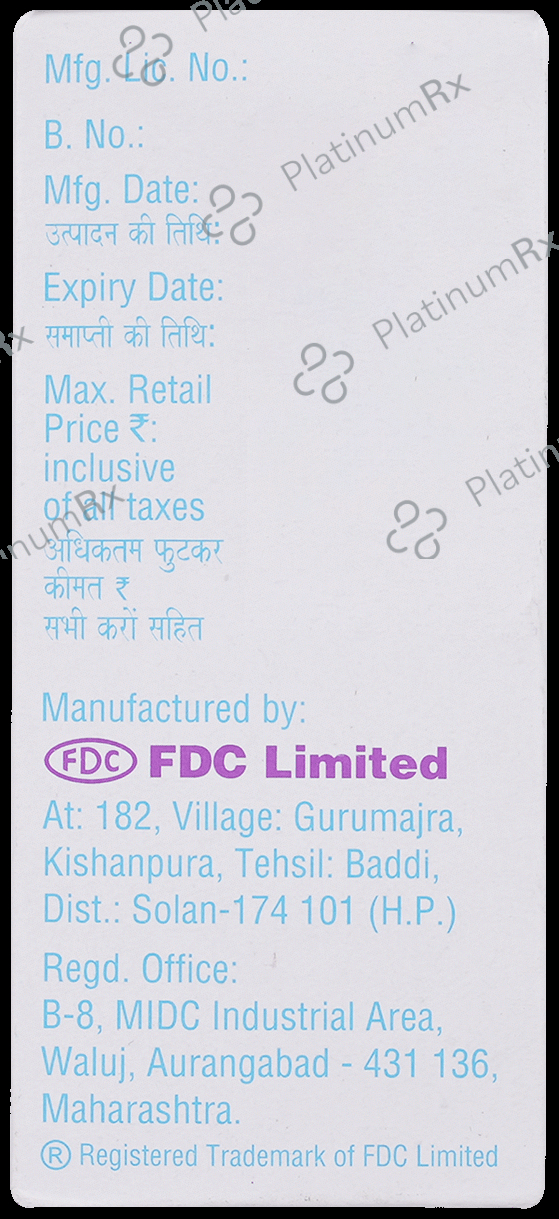 Mfg. Lic. No.:
B. No.:
Mfg. Date:
उत्पादन की तिथि:
Expiry Date:
समाप्ती की तिथि:
Max. Retail
Price ₹:
inclusive
of all taxes
अधिकतम फुटकर
कीमत ₹
सभी करों सहित
Manufactured by:
FDC FDC Limited
At: 182, Village: Gurumajra,
Kishanpura, Tehsil: Baddi,
Dist.: Solan-174 101 (H.P.)
Regd. Office:
B-8, MIDC Industrial Area,
Waluj, Aurangabad - 431 136,
Maharashtra.
® Registered Trademark of FDC Limited
PlatinumRx
PlatinumRx